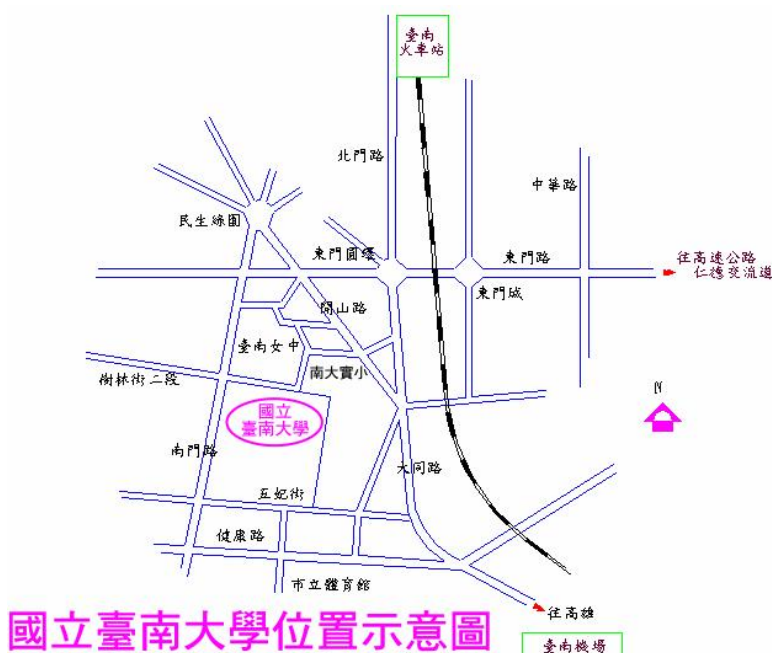 臺南
火車站
北門路
中華路
民生綠園
東門圓環
東門路
往高速公路
仁德交流道
東門城
開山路
臺南女中
南大實小
樹林街二段
N
國立
臺南大學
南門路
大同路
五妃街
健康路
市立體育館
往高雄
國立臺南大學位置示意圖
臺南機場